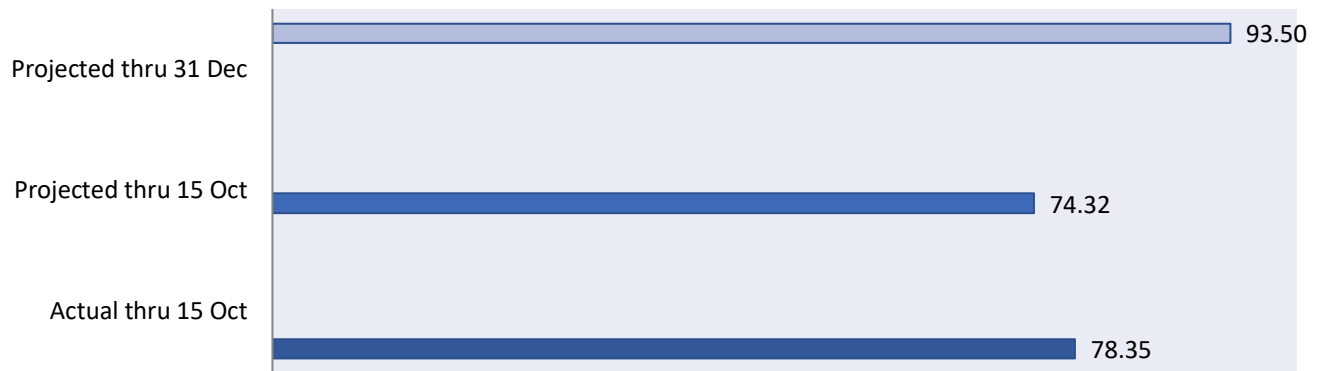 93.50
Projected thru 31 Dec
Projected thru 15 Oct
74.32
Actual thru 15 Oct
78.35